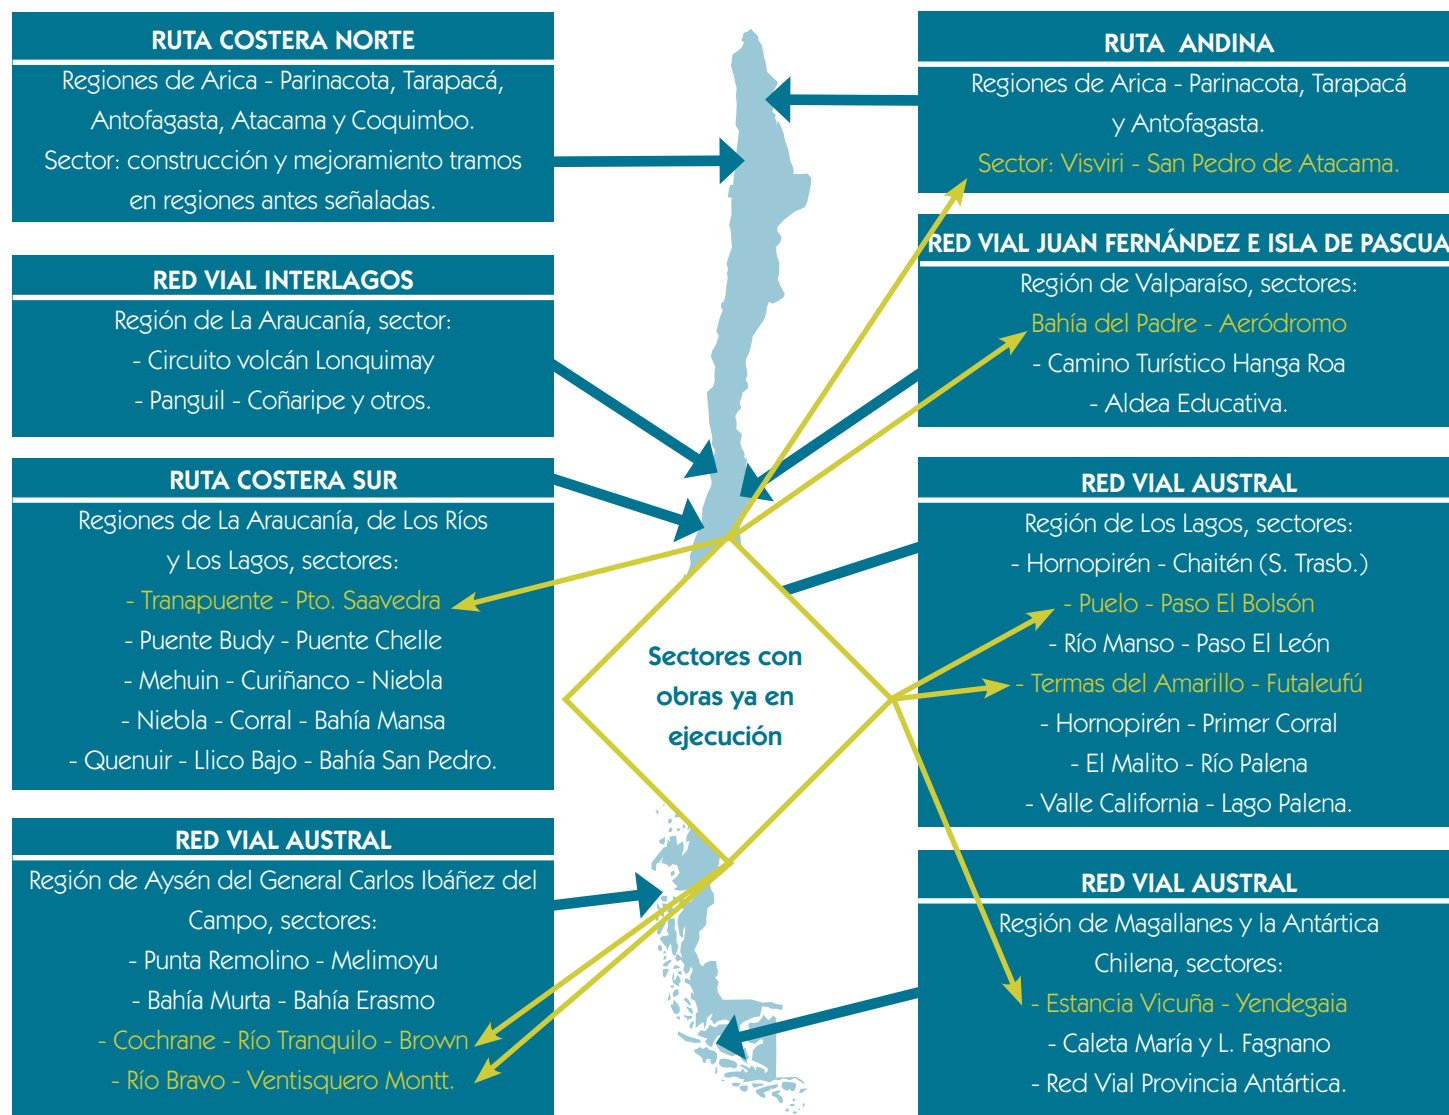 RUTA COSTERA NORTE
Regiones de Arica - Parinacota, Tarapacá,
Antofagasta, Atacama y Coquimbo.
Sector: construcción y mejoramiento tramos
en regiones antes señaladas.
RED VIAL INTERLAGOS
Región de La Araucanía, sector:
- Circuito volcán Lonquimay
- Panguil - Coñaripe y otros.
RUTA COSTERA SUR
Regiones de La Araucanía, de Los Ríos
y Los Lagos, sectores:
- Tranapuente - Pto. Saavedra
- Puente Budy - Puente Chelle
- Mehuin - Curiñanco - Niebla
- Niebla - Corral - Bahía Mansa
- Quenuir - Llico Bajo - Bahía San Pedro.
RED VIAL AUSTRAL
Región de Aysén del General Carlos Ibáñez del
Campo, sectores:
- Punta Remolino - Melimoyu
- Bahía Murta - Bahía Erasmo
- Cochrane - Río Tranquilo - Brown
- Río Bravo - Ventisquero Montt.
Sectores con
obras ya en
ejecución
RUTA ANDINA
Regiones de Arica - Parinacota, Tarapacá
y Antofagasta.
Sector: Visviri - San Pedro de Atacama.
RED VIAL JUAN FERNÁNDEZ E ISLA DE PASCUA
Región de Valparaíso, sectores:
Bahía del Padre - Aeródromo
- Camino Turístico Hanga Roa
- Aldea Educativa.
RED VIAL AUSTRAL
Región de Los Lagos, sectores:
- Hornopirén - Chaitén (S. Trasb.)
- Puelo - Paso El Bolsón
- Río Manso - Paso El León
- Termas del Amarillo - Futaleufú
- Hornopirén - Primer Corral
- El Malito - Río Palena
- Valle California - Lago Palena.
RED VIAL AUSTRAL
Región de Magallanes y la Antártica
Chilena, sectores:
- Estancia Vicuña - Yendegaia
- Caleta María y L. Fagnano
- Red Vial Provincia Antártica.